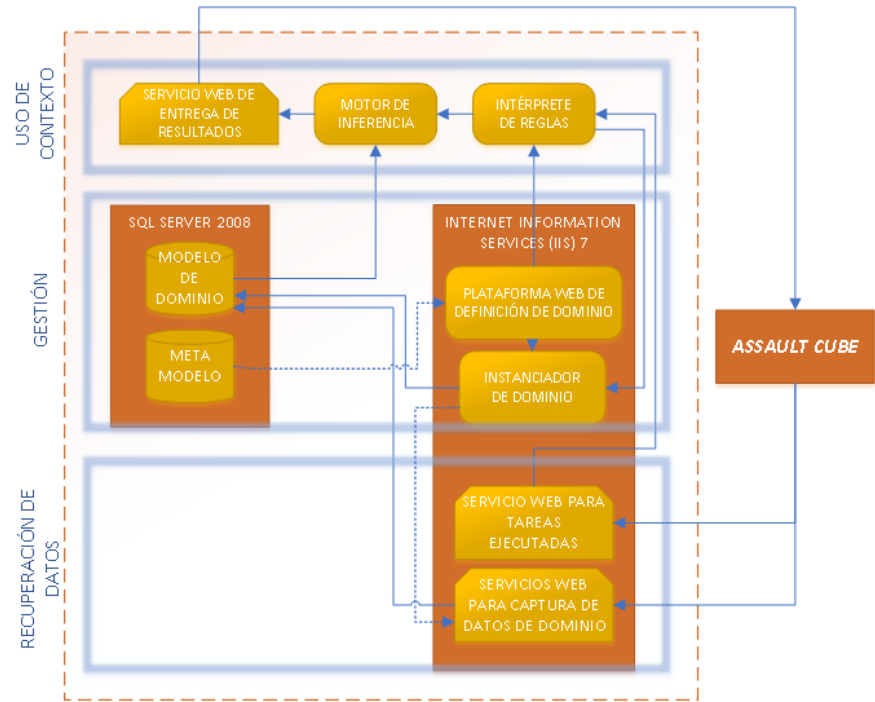 USO DE
CONTEXTO
SERVICIO WEB DE
ENTREGA DE
RESULTADOS
MOTOR DE
INFERENCIA
INTÉRPRETE
DE REGLAS
GESTIÓN
SQL SERVER 2008
MODELO
DE
DOMINIO
META
MODELO
INTERNET INFORMATION
SERVICES (IIS) 7
PLATAFORMA WEB DE
DEFINICIÓN DE DOMINIO
INSTANCIADOR
DE DOMINIO
ASSAULT CUBE
RECUPERACIÓN DE
DATOS
SERVICIO WEB PARA
TAREAS
EJECUTADAS
SERVICIOS WEB
PARA CAPTURA DE
DATOS DE DOMINIO